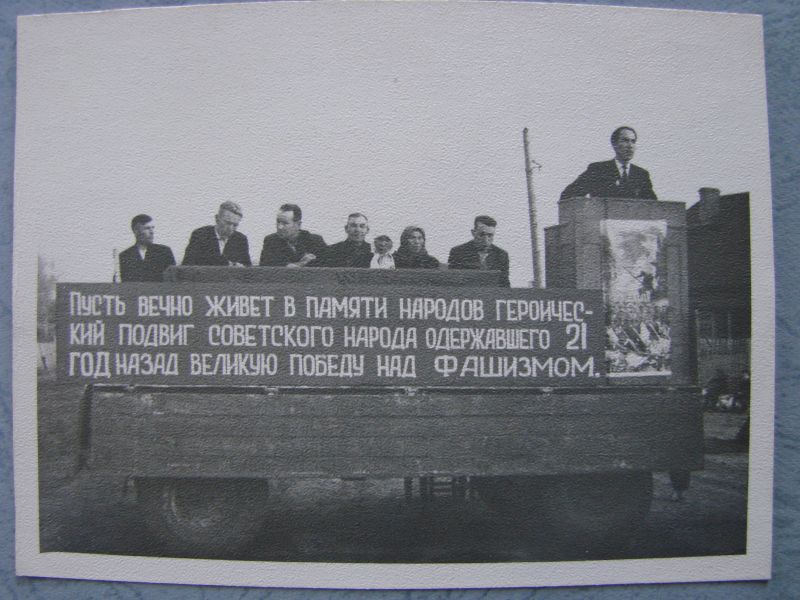 ПУСТЬ ВЕЧНО ЖИВЕТ В ПАМЯТИ НАРОДОВ ГЕРОИЧЕС-
КИЙ ПОДВИГ СОВЕТСКОГО НАРОДА ОДЕРЖАВШЕГО 21
ГОД НАЗАД ВЕЛИКУЮ ПОБЕДУ НАД ФАШИЗМОМ.